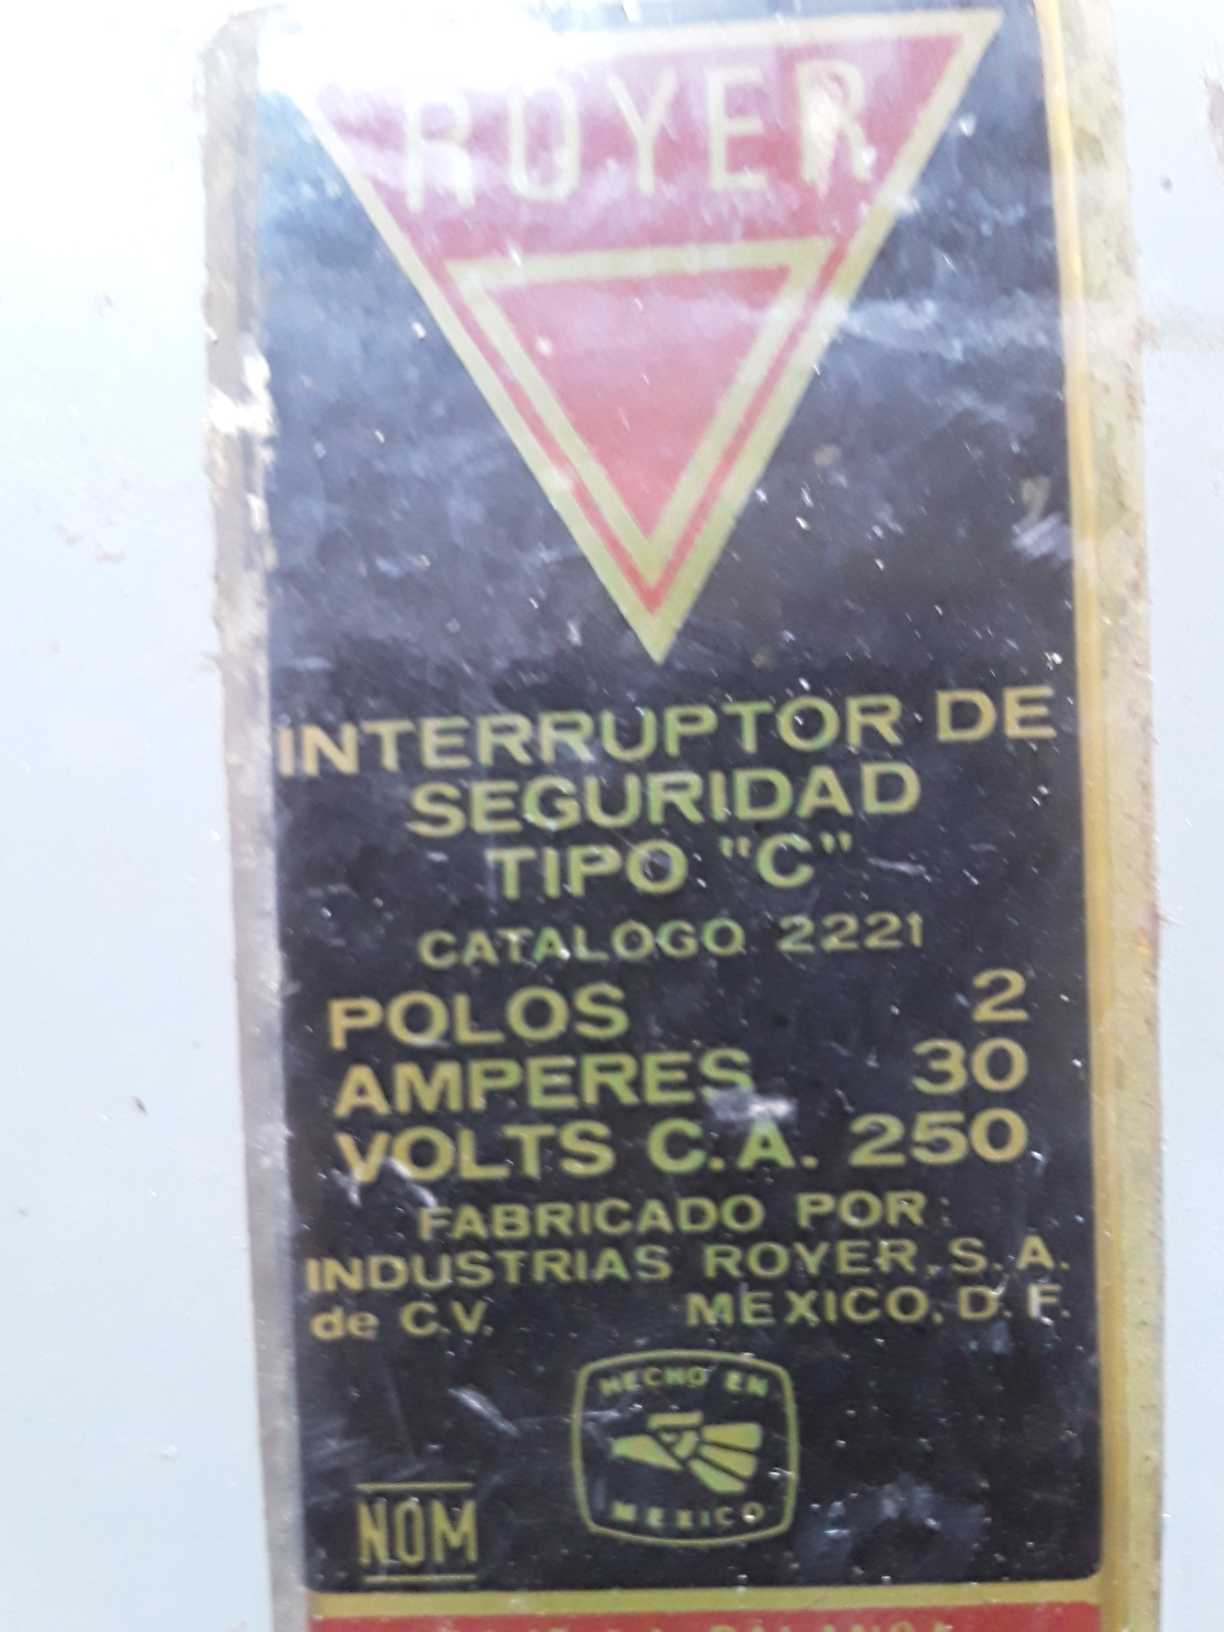 ROYER
INTERRUPTOR DE
SEGURIDAD
TIPO "C"
CATALOGO 2221
POLOS 2
AMPERES 30
VOLTS C.A. 250
FABRICADO POR:
INDUSTRIAS ROYER, S. A.
de C.V. MEXICO, D. F.
HECHO EN
MEXICO
NOM